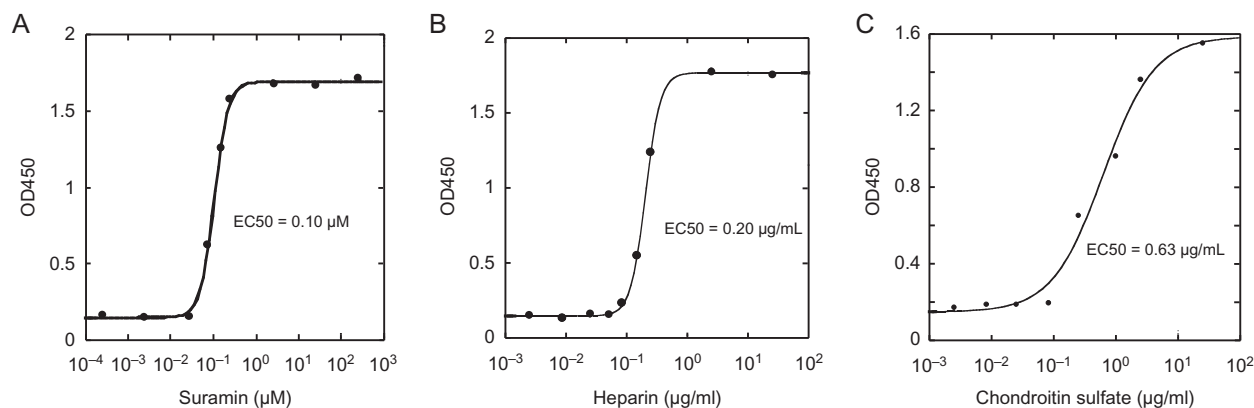 A
B
C
2
1.5
1
0.5
0
OD450
EC50 = 0.10 µM
10⁻⁴ 10⁻³ 10⁻² 10⁻¹ 10⁰ 10¹ 10² 10³
Suramin (µM)
2
1.5
1
0.5
0
OD450
EC50 = 0.20 µg/mL
10⁻³ 10⁻² 10⁻¹ 10⁰ 10¹ 10²
Heparin (µg/ml)
1.6
1.2
0.8
0.4
0
OD450
EC50 = 0.63 µg/mL
10⁻³ 10⁻² 10⁻¹ 10⁰ 10¹ 10²
Chondroitin sulfate (µg/ml)